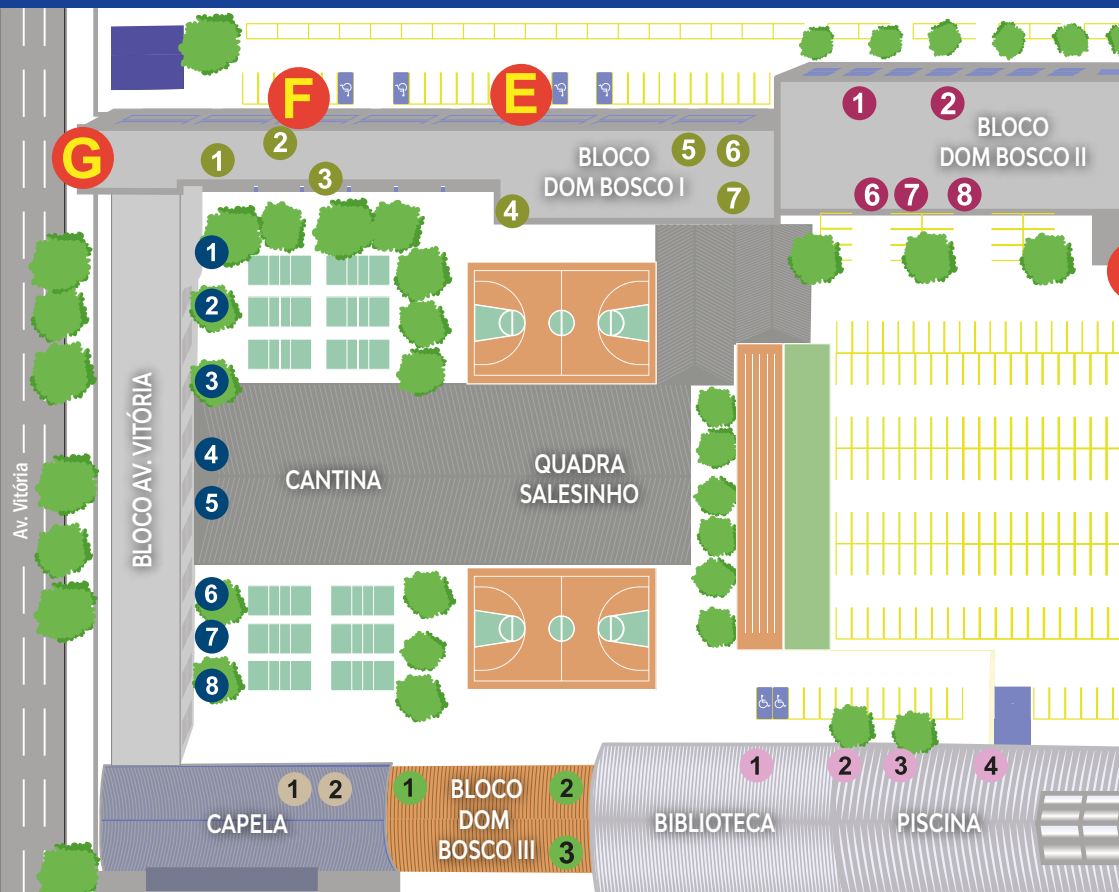 F
E
G
1
2
3
4
5
6
7
BLOCO
DOM BOSCO I
1
2
BLOCO
DOM BOSCO II
6
7
8
1
2
3
4
5
6
7
8
Av. Vitória
BLOCO AV. VITÓRIA
CANTINA
QUADRA
SALESINHO
1
2
CAPELA
1
2
3
BLOCO
DOM
BOSCO III
1
2
3
4
BIBLIOTECA
PISCINA